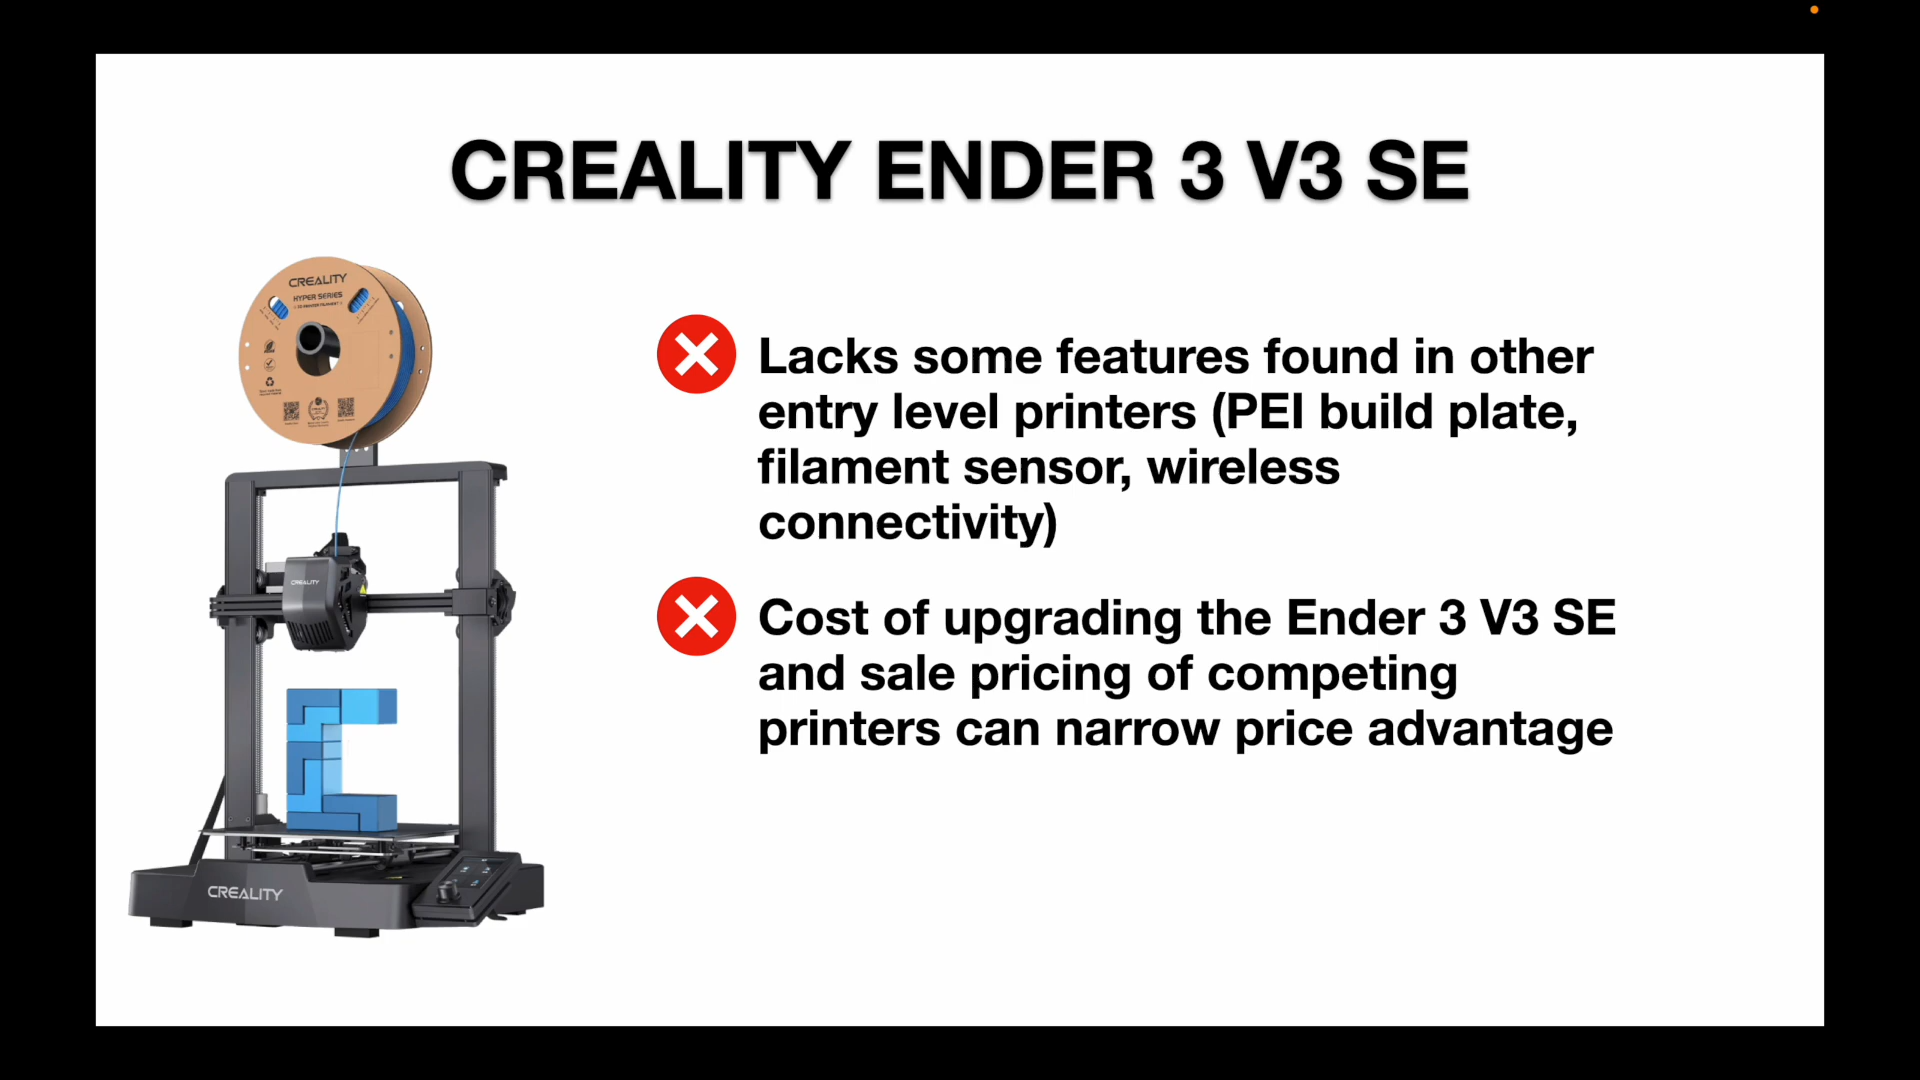 CREALITY ENDER 3 V3 SE
CREALITY
HYPER SERIES
Lacks some features found in other
entry level printers (PEI build plate,
filament sensor, wireless
connectivity)
CREALITY
Cost of upgrading the Ender 3 V3 SE
and sale pricing of competing
printers can narrow price advantage
CREALITY